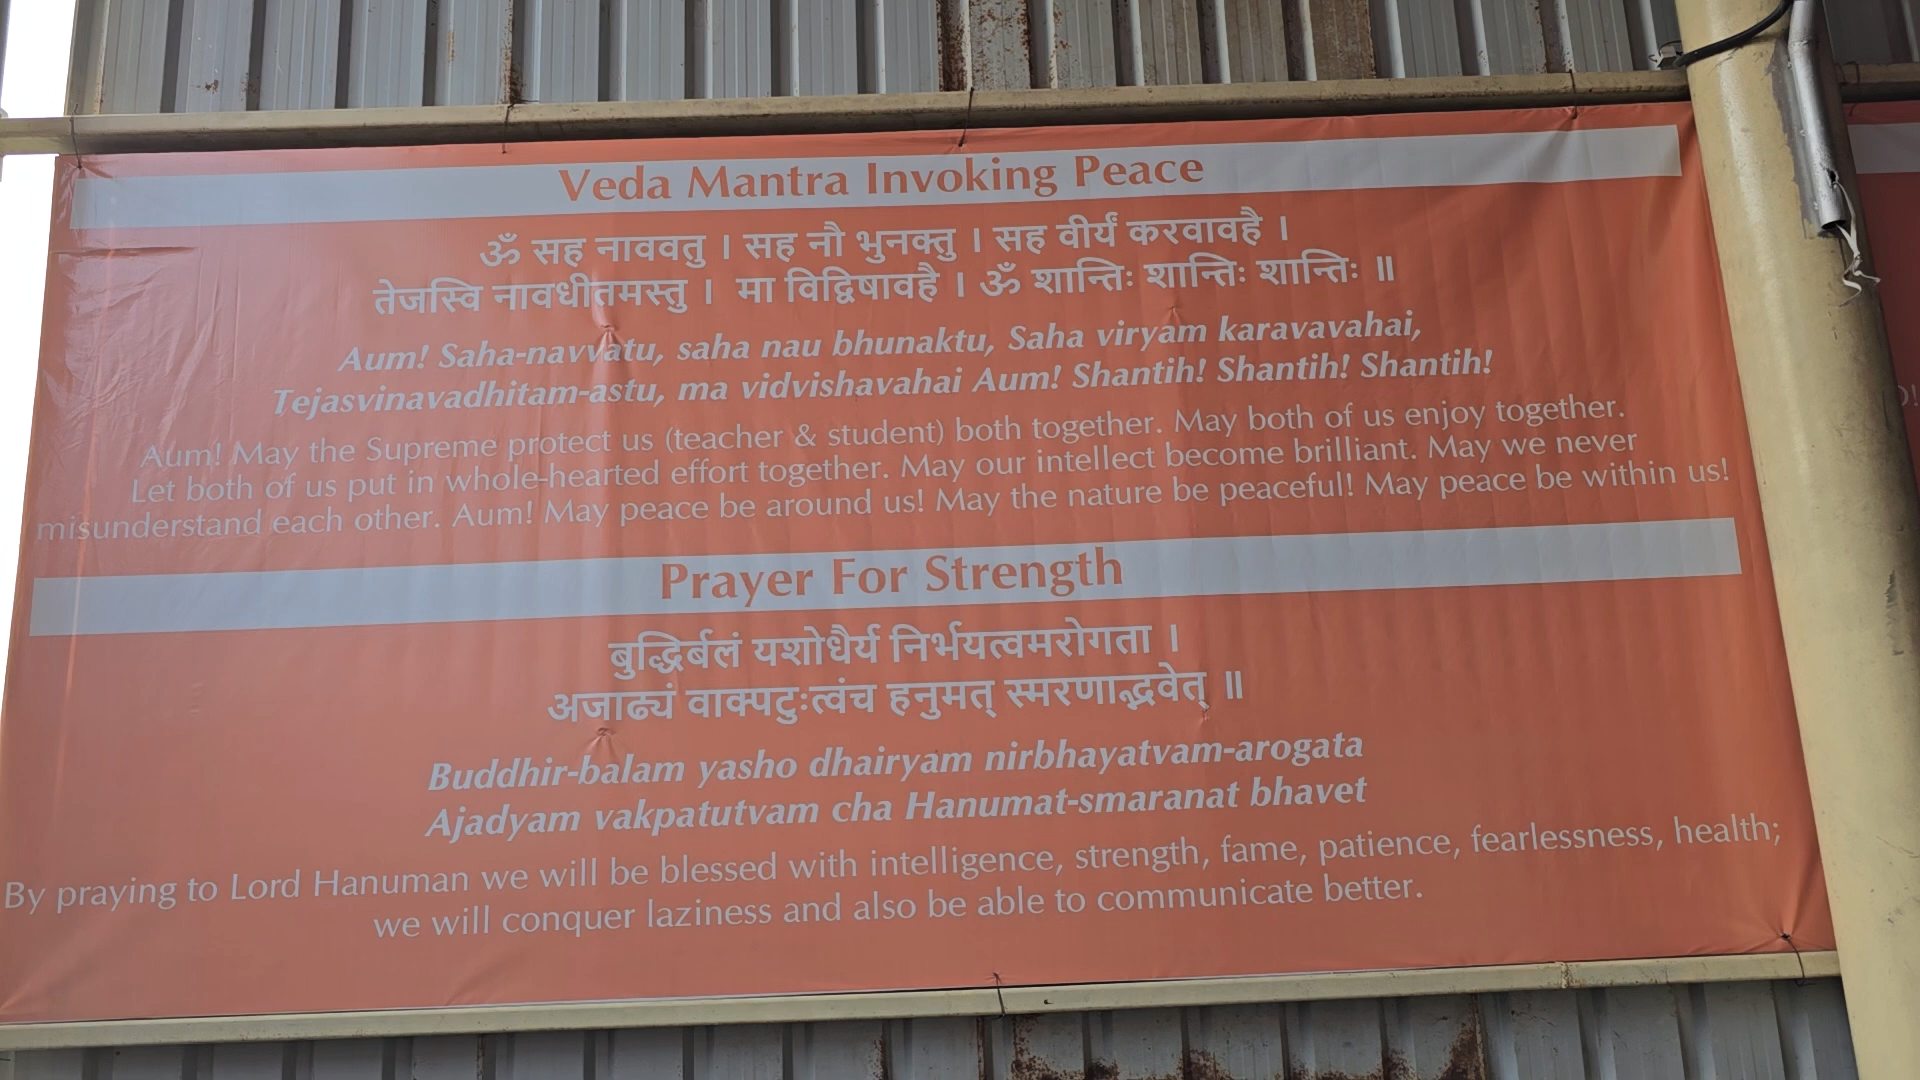 Veda Mantra Invoking Peace
ॐ सह नाववतु । सह नौ भुनक्तु । सह वीर्यं करवावहै ।
तेजस्वि नावधीतमस्तु । मा विद्विषावहै । ॐ शान्तिः शान्तिः शान्तिः ॥
Aum! Saha-navvatu, saha nau bhunaktu, Saha viryam karavavahai,
Tejasvinavadhitam-astu, ma vidvishavahai Aum! Shantih! Shantih! Shantih!
Aum! May the Supreme protect us (teacher & student) both together. May both of us enjoy together.
Let both of us put in whole-hearted effort together. May our intellect become brilliant. May we never
misunderstand each other. Aum! May peace be around us! May the nature be peaceful! May peace be within us!
Prayer For Strength
बुद्धिर्बलं यशोधैर्य निर्भयत्वमरोगता ।
अजाढ्यं वाक्पटुःत्वंच हनुमत् स्मरणाद्भवेत् ॥
Buddhir-balam yasho dhairyam nirbhayatvam-arogata
Ajadyam vakpatutvam cha Hanumat-smaranat bhavet
By praying to Lord Hanuman we will be blessed with intelligence, strength, fame, patience, fearlessness, health;
we will conquer laziness and also be able to communicate better.